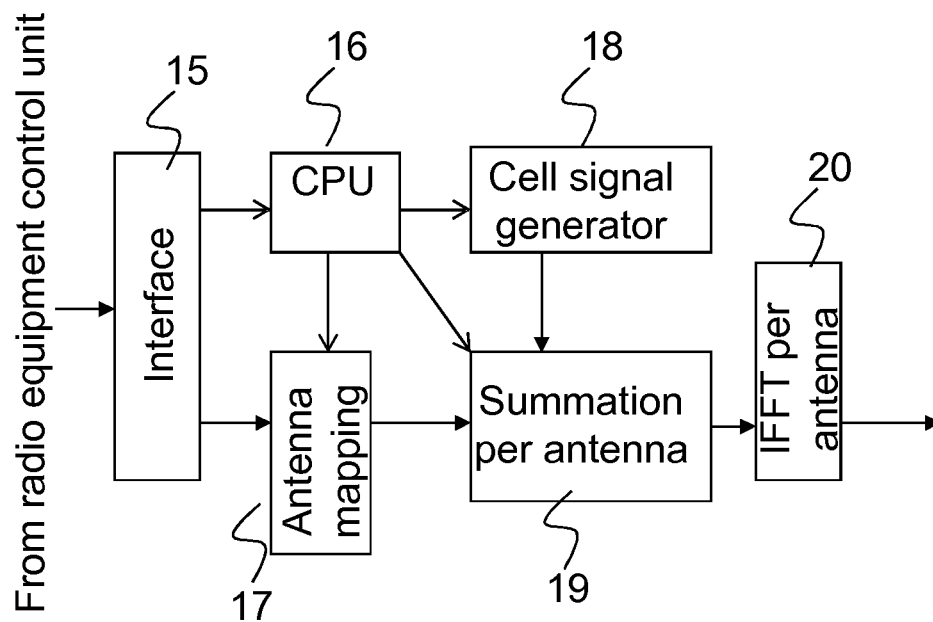 From radio equipment control unit
15
16
18
20
Interface
CPU
Cell signal
generator
Antenna
mapping
Summation
per antenna
IFFT per
antenna
17
19